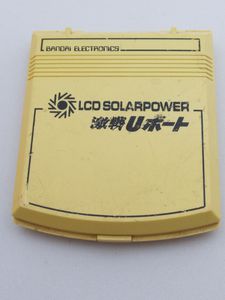 BANDAI ELECTRONICS
LCD SOLARPOWER
激戦Uボート